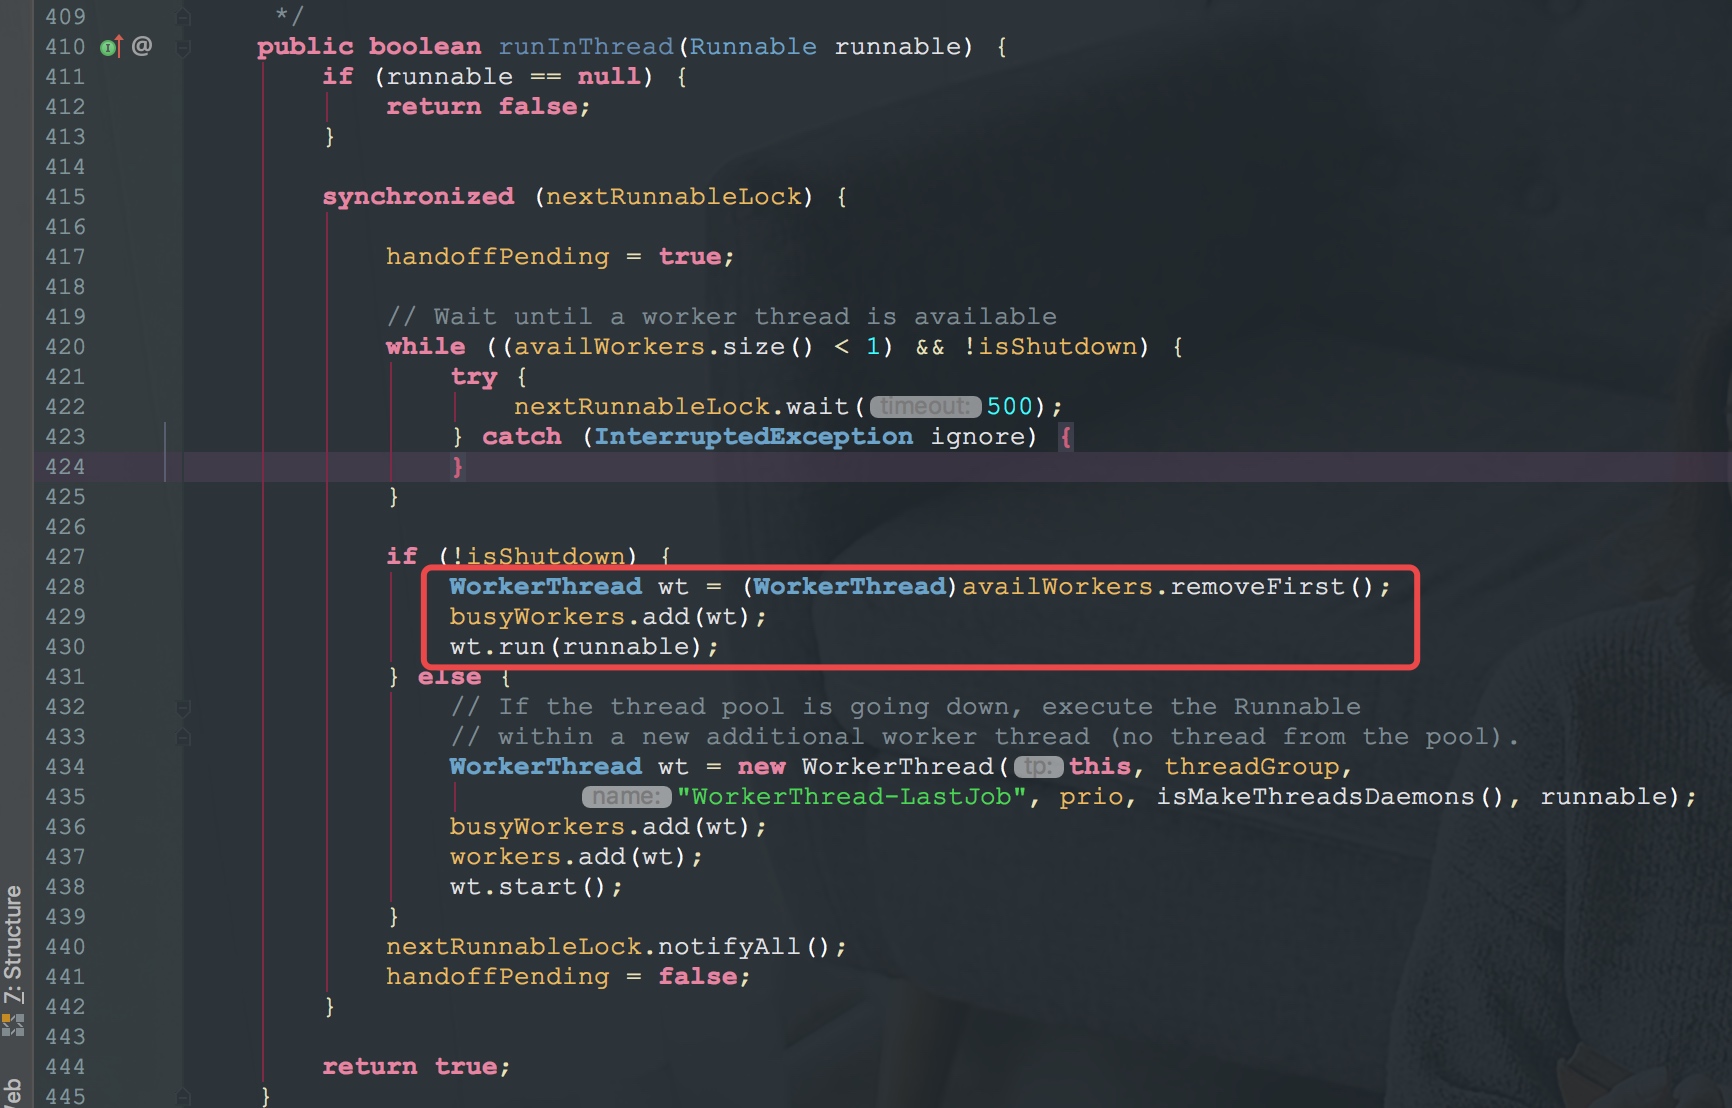 409 */
410 @ public boolean runInThread(Runnable runnable) {
411 if (runnable == null) {
412 return false;
413 }
414
415 synchronized (nextRunnableLock) {
416
417 handoffPending = true;
418
419 // Wait until a worker thread is available
420 while ((availWorkers.size() < 1) && !isShutdown) {
421 try {
422 nextRunnableLock.wait( timeout: 500);
423 } catch (InterruptedException ignore) {
424 }
425 }
426
427 if (!isShutdown) {
428 WorkerThread wt = (WorkerThread)availWorkers.removeFirst();
429 busyWorkers.add(wt);
430 wt.run(runnable);
431 } else {
432 // If the thread pool is going down, execute the Runnable
433 // within a new additional worker thread (no thread from the pool).
434 WorkerThread wt = new WorkerThread( tp: this, threadGroup,
435 name: "WorkerThread-LastJob", prio, isMakeThreadsDaemons(), runnable);
436 busyWorkers.add(wt);
437 workers.add(wt);
438 wt.start();
439 }
440 nextRunnableLock.notifyAll();
441 handoffPending = false;
442 }
443
444 return true;
445 }
7: Structure